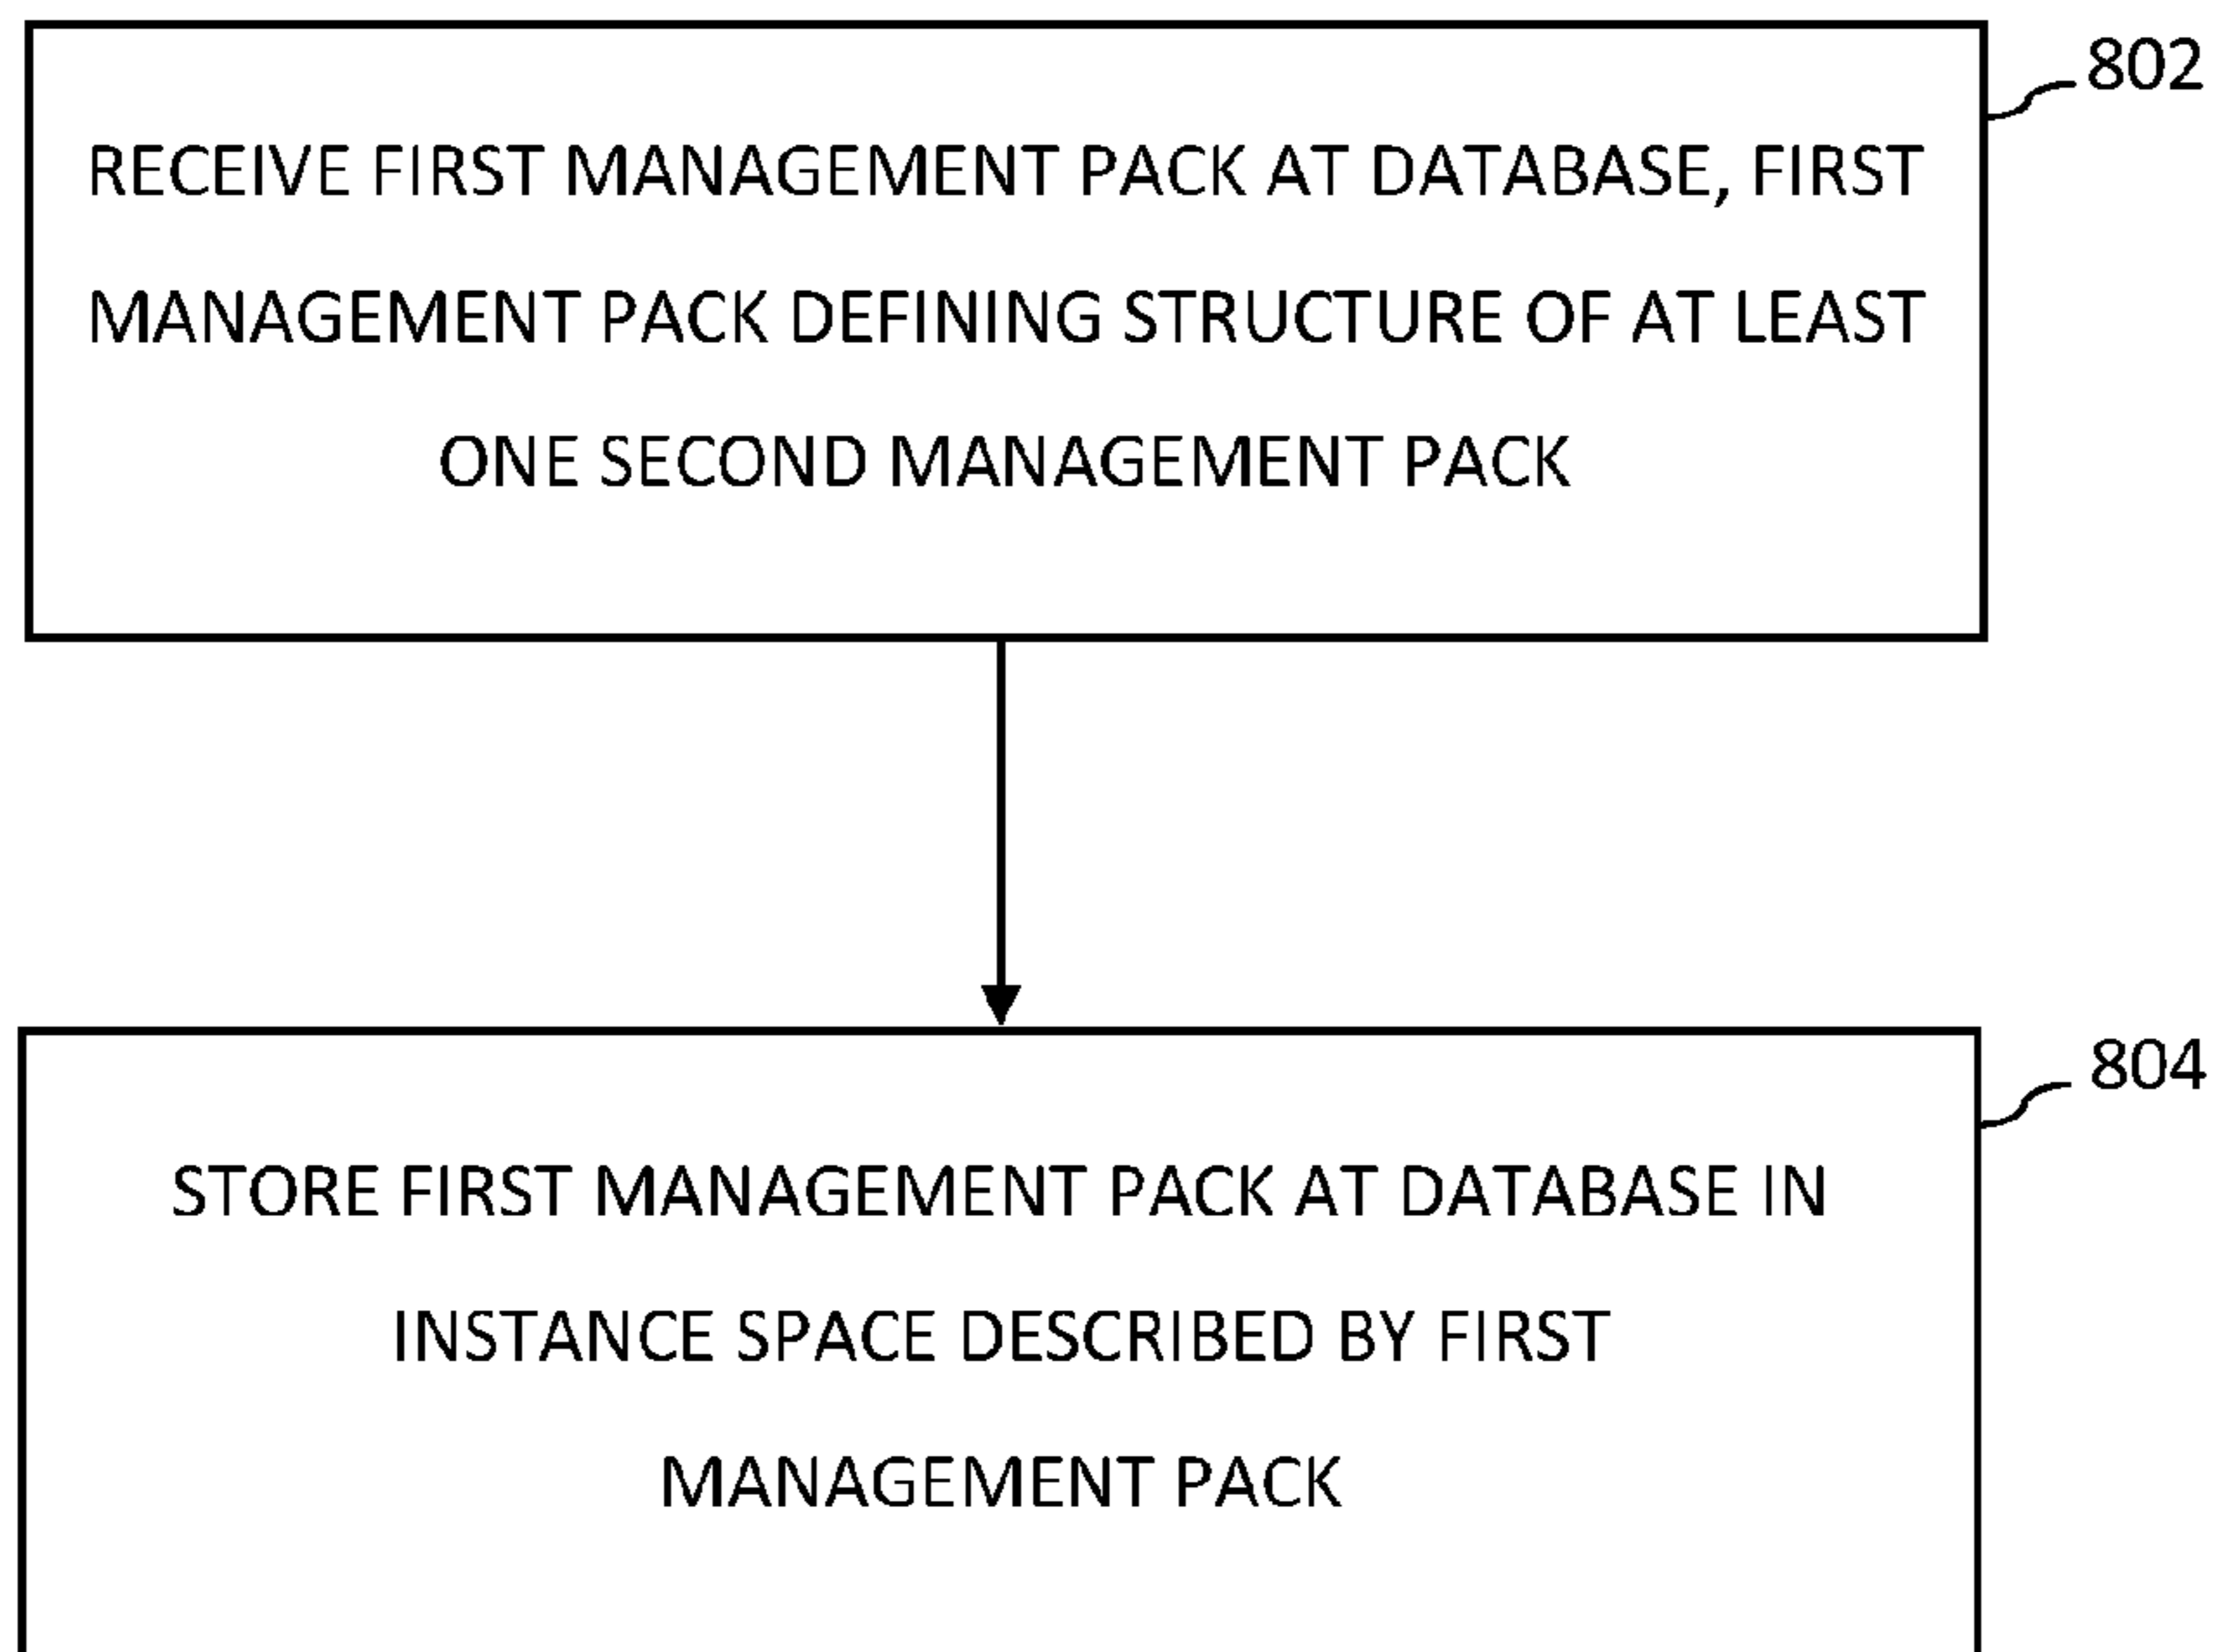 802
RECEIVE FIRST MANAGEMENT PACK AT DATABASE, FIRST
MANAGEMENT PACK DEFINING STRUCTURE OF AT LEAST
ONE SECOND MANAGEMENT PACK
804
STORE FIRST MANAGEMENT PACK AT DATABASE IN
INSTANCE SPACE DESCRIBED BY FIRST
MANAGEMENT PACK